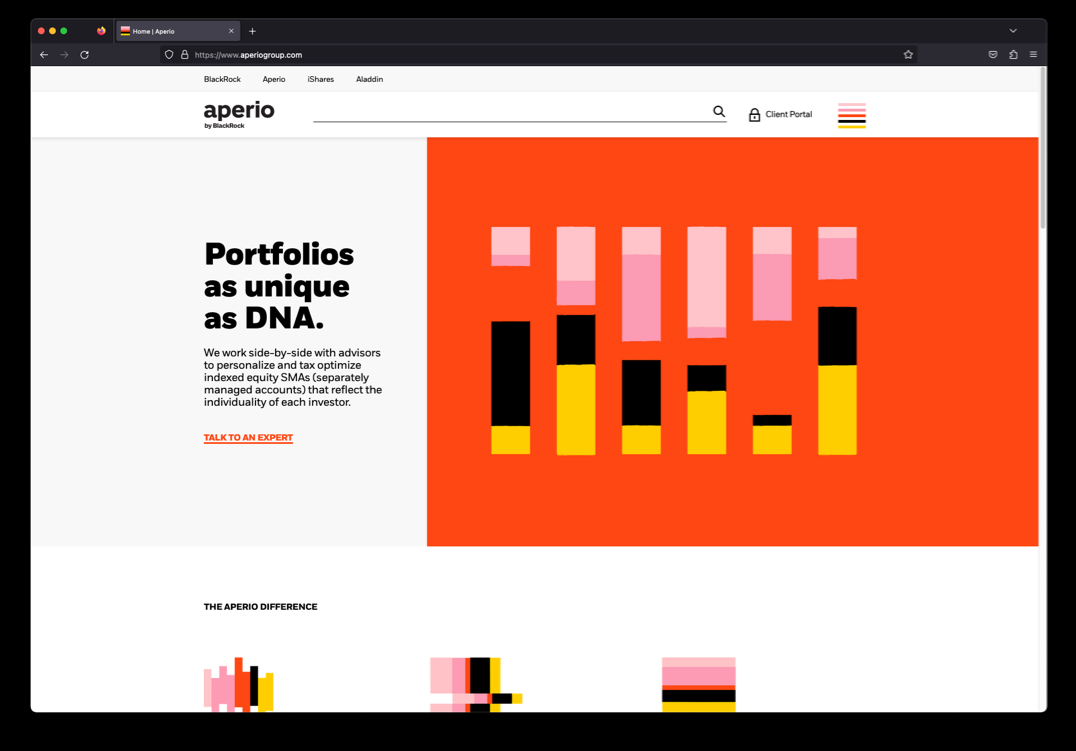 Home | Aperio
https://www.aperiogroup.com
BlackRock Aperio iShares Aladdin
aperio
by BlackRock
Client Portal
Portfolios
as unique
as DNA.
We work side-by-side with advisors
to personalize and tax optimize
indexed equity SMAs (separately
managed accounts) that reflect the
individuality of each investor.
TALK TO AN EXPERT
THE APERIO DIFFERENCE